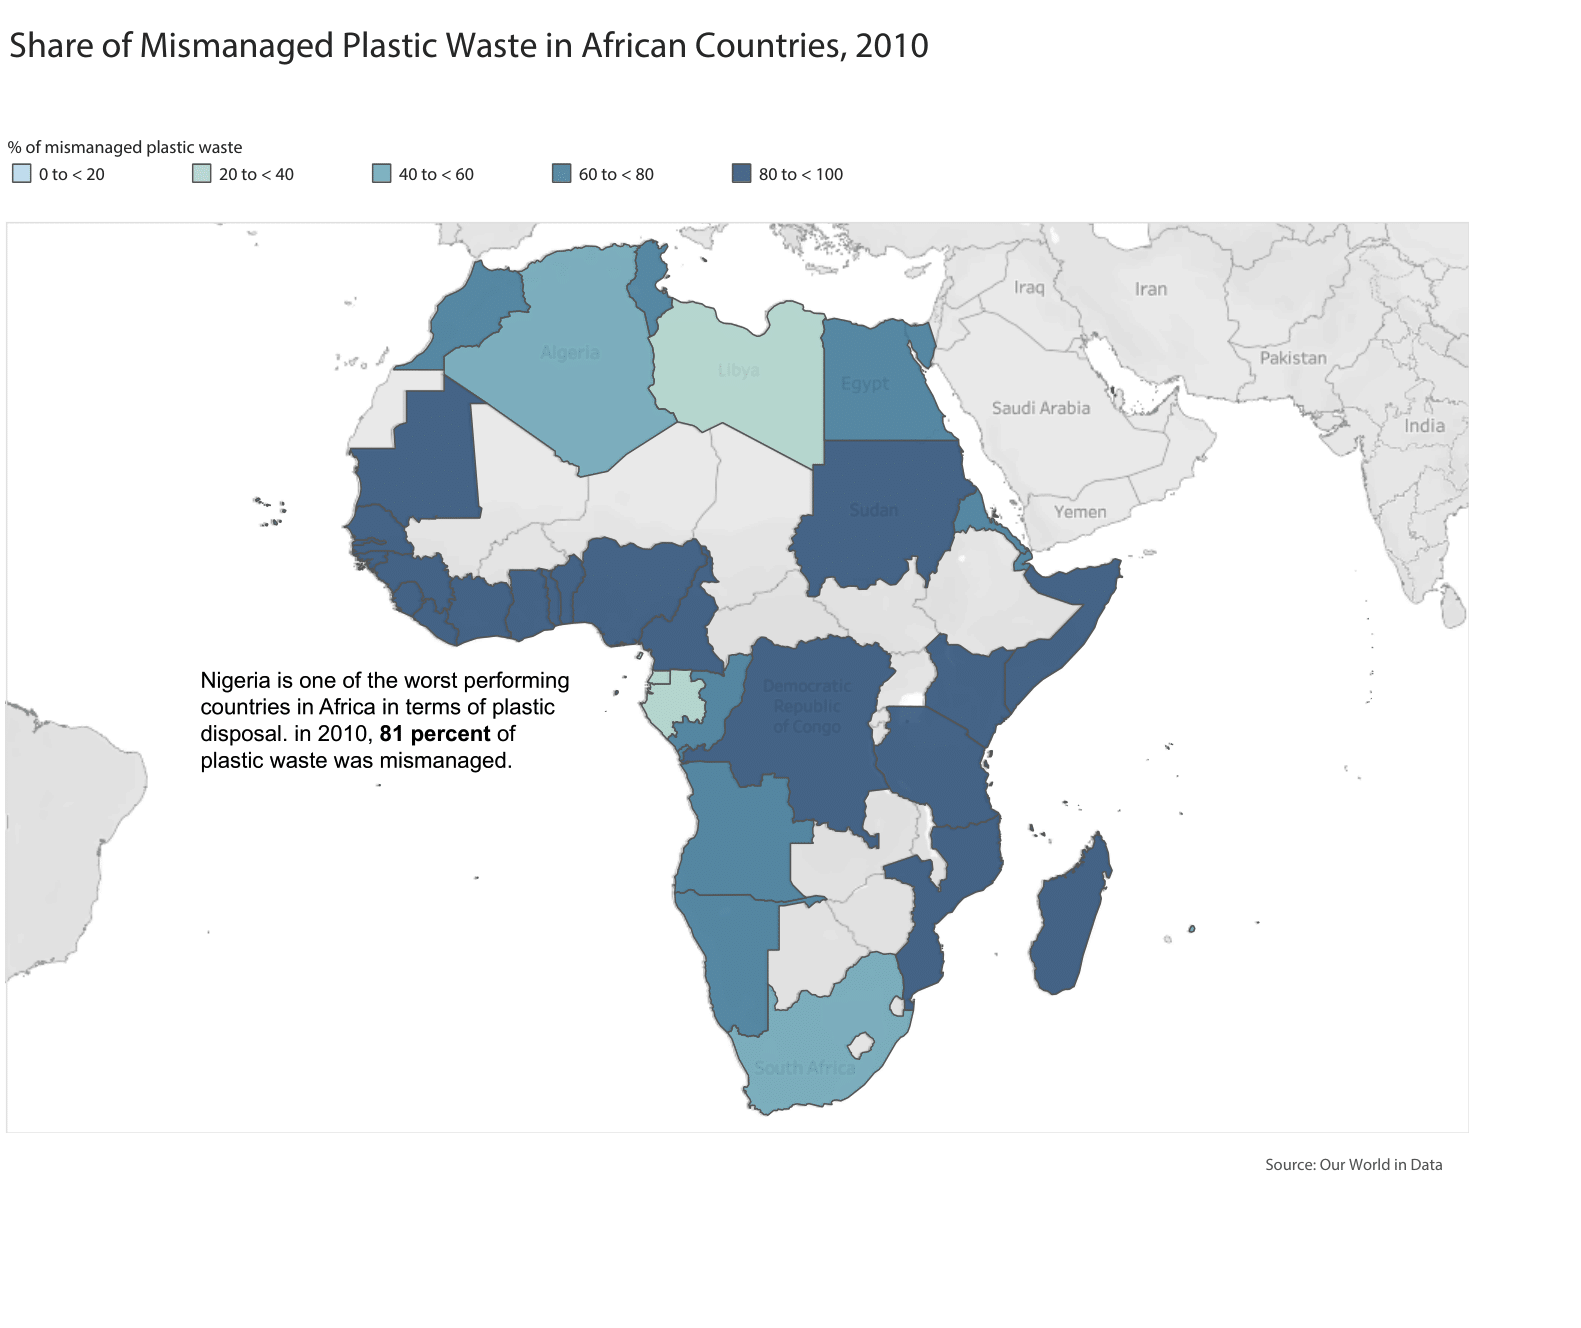 Share of Mismanaged Plastic Waste in African Countries, 2010
% of mismanaged plastic waste
0 to < 20
20 to < 40
40 to < 60
60 to < 80
80 to < 100
Iraq
Iran
Algeria
Libya
Egypt
Pakistan
Saudi Arabia
India
Sudan
Yemen
Nigeria is one of the worst performing
countries in Africa in terms of plastic
disposal. in 2010, 81 percent of
plastic waste was mismanaged.
Democratic
Republic
of Congo
South Africa
Source: Our World in Data